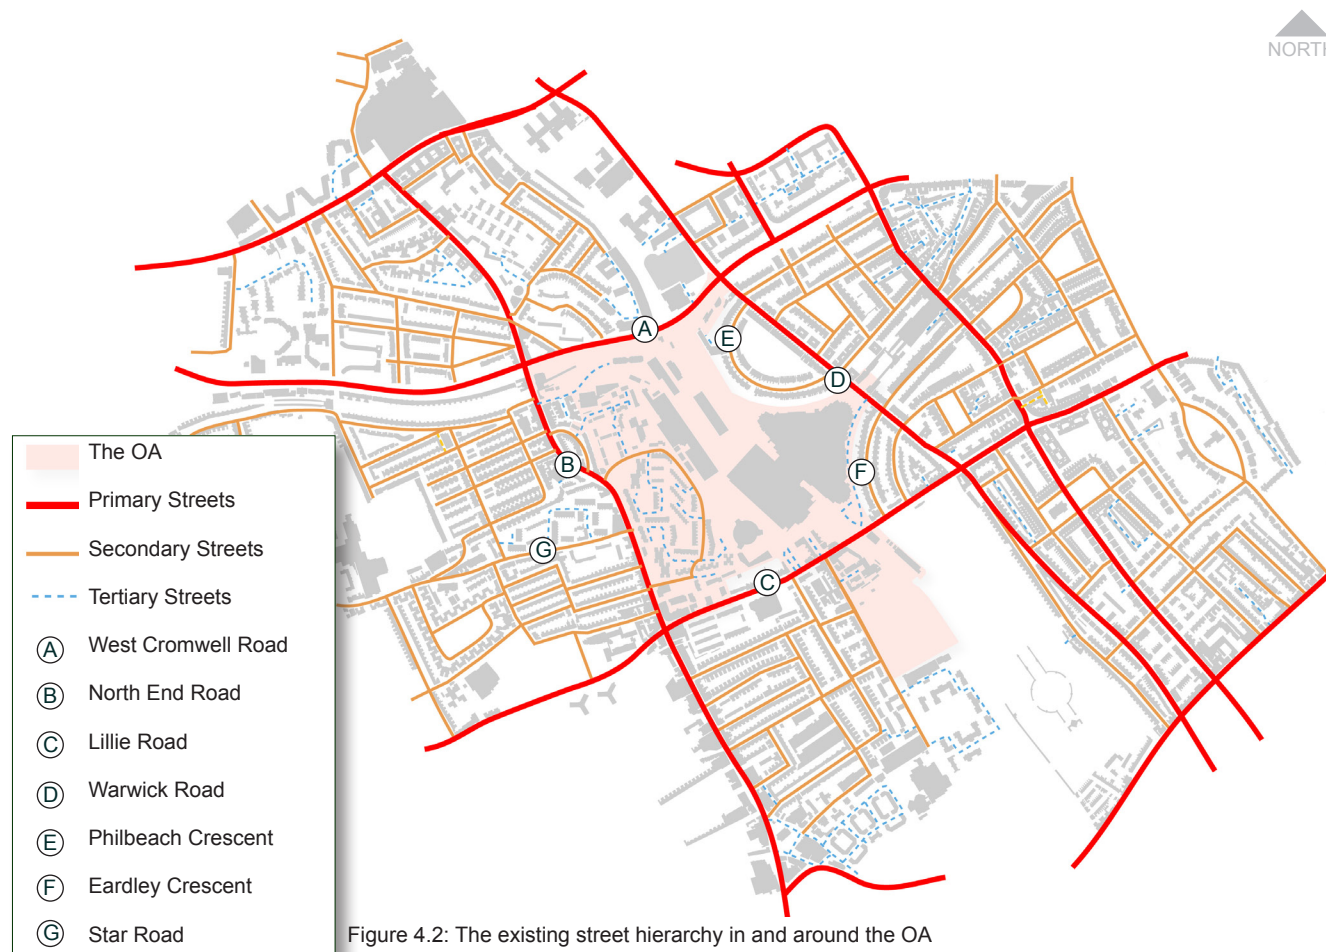 NORTH
A
E
D
B
F
G
C
The OA
Primary Streets
Secondary Streets
Tertiary Streets
A West Cromwell Road
B North End Road
C Lillie Road
D Warwick Road
E Philbeach Crescent
F Eardley Crescent
G Star Road
Figure 4.2: The existing street hierarchy in and around the OA